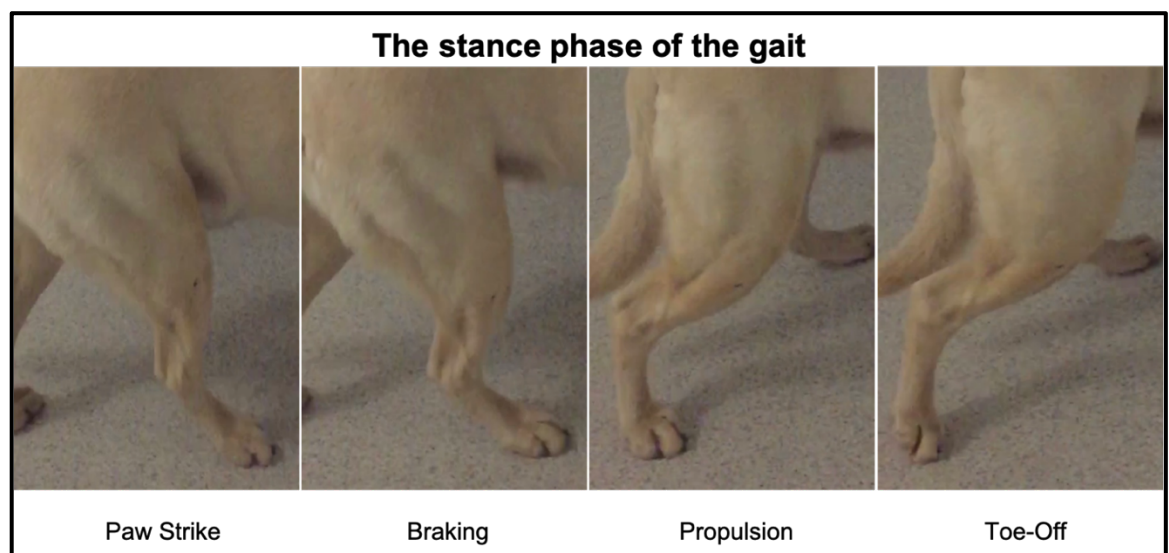 The stance phase of the gait
Paw Strike
Braking
Propulsion
Toe-Off